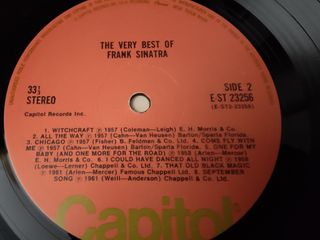 THE VERY BEST OF
FRANK SINATRA
33⅓
STEREO
SIDE 2
E-ST 23256
(E-ST2-23256)
Capitol Records Inc.
1. WITCHCRAFT ℗ 1957 (Coleman—Leigh) E. H. Morris & Co.
2. ALL THE WAY ℗ 1957 (Cahn—Van Heusen) Barton/Sparta Florida.
3. CHICAGO ℗ 1957 (Fisher) B. Feldman & Co Ltd. 4. COME FLY WITH
ME ℗ 1957 (Cahn—Van Heusen) Barton/Sparta Florida. 5. ONE FOR MY
BABY (AND ONE MORE FOR THE ROAD) ℗ 1958 (Arlen—Mercer)
E. H. Morris & Co. 6. I COULD HAVE DANCED ALL NIGHT ℗ 1958
(Loewe—Lerner) Chappell & Co Ltd. 7. THAT OLD BLACK MAGIC
℗ 1961 (Arlen—Mercer) Famous Chappell Ltd. 8. SEPTEMBER
SONG ℗ 1961 (Weill—Anderson) Chappell & Co Ltd.
Capitol